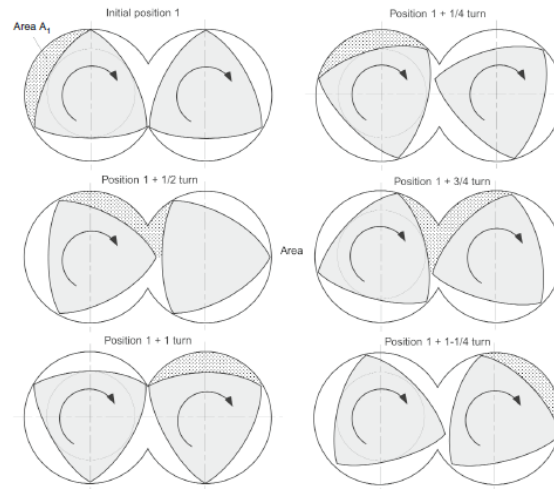 Initial position 1
Position 1 + 1/4 turn
Area A₁
Position 1 + 1/2 turn
Position 1 + 3/4 turn
Area
Position 1 + 1 turn
Position 1 + 1-1/4 turn